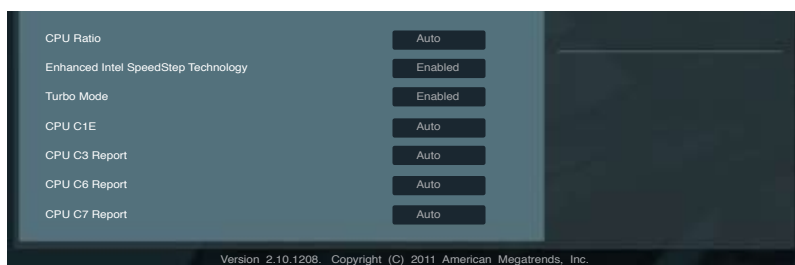 CPU Ratio Auto
Enhanced Intel SpeedStep Technology Enabled
Turbo Mode Enabled
CPU C1E Auto
CPU C3 Report Auto
CPU C6 Report Auto
CPU C7 Report Auto
Version 2.10.1208. Copyright (C) 2011 American Megatrends, Inc.